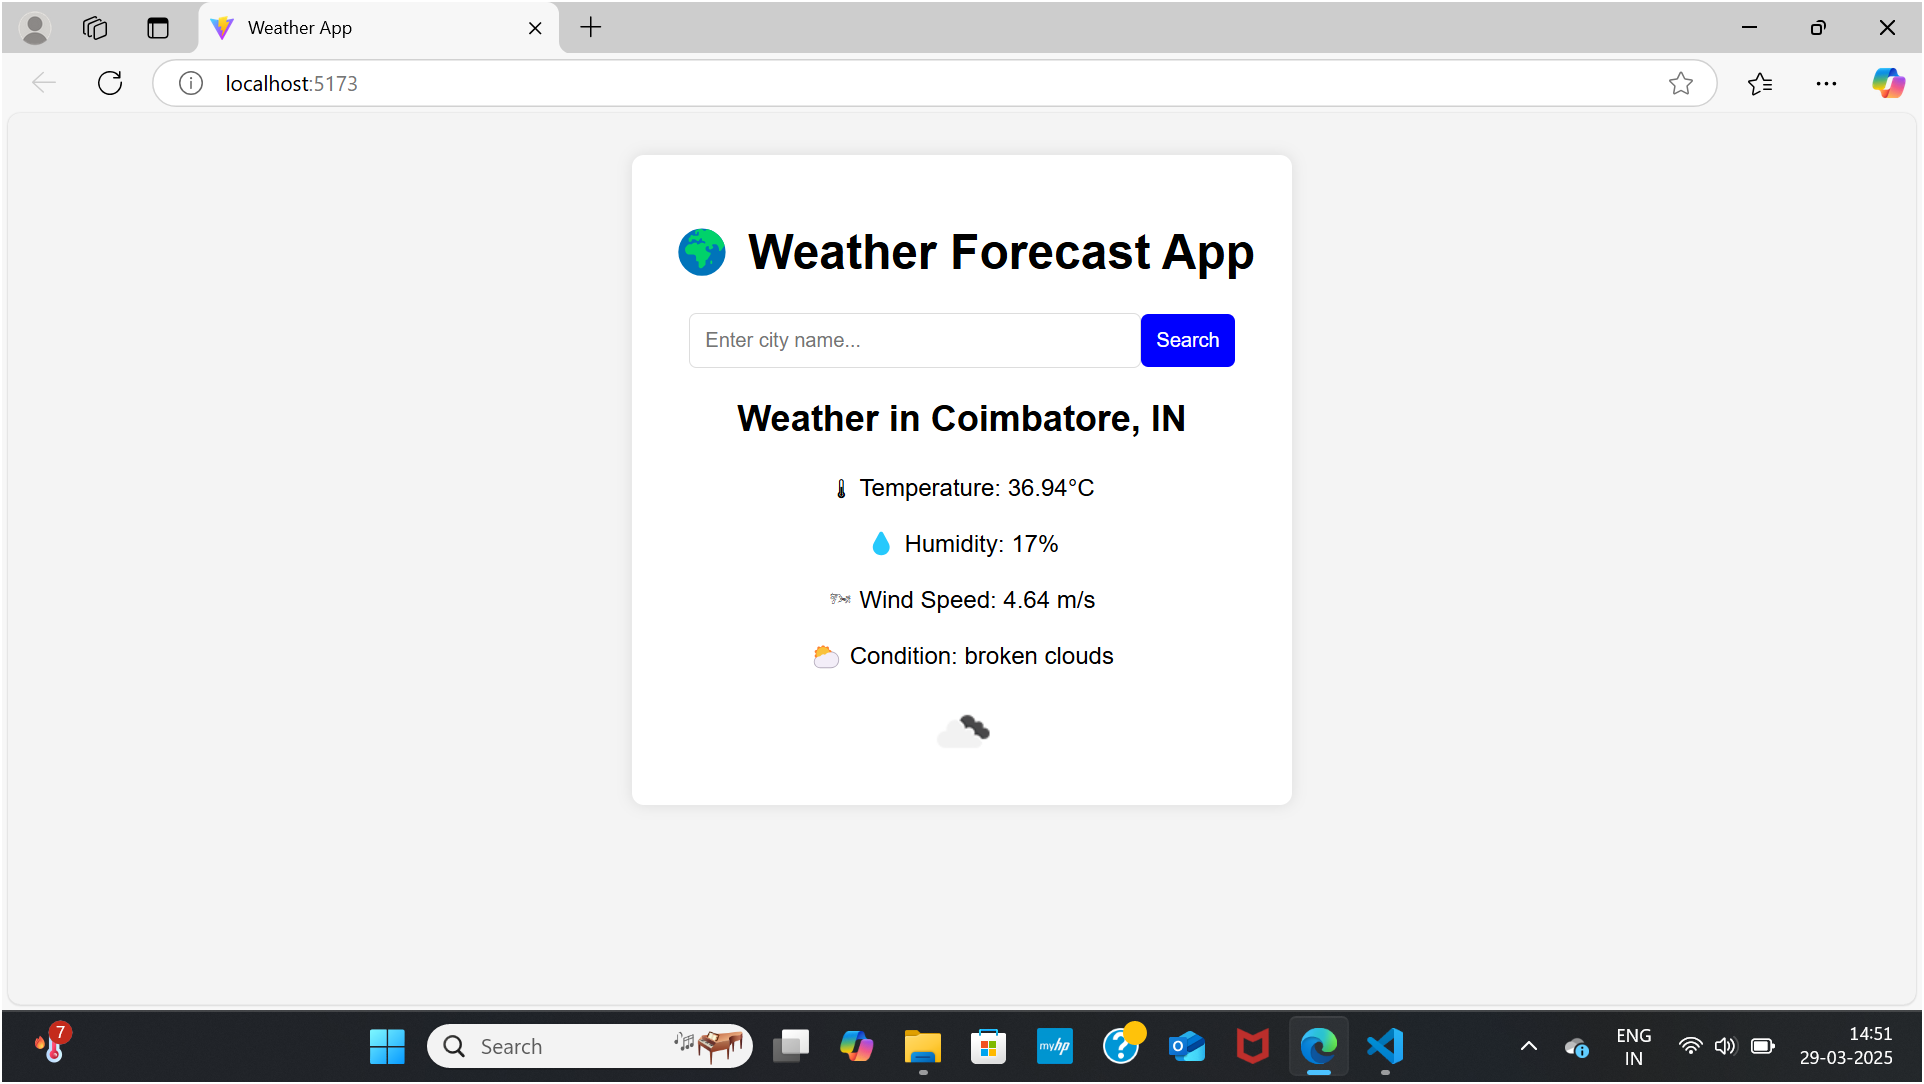 Weather App
localhost:5173
🌍 Weather Forecast App
Enter city name...
Search
Weather in Coimbatore, IN
🌡 Temperature: 36.94°C
💧 Humidity: 17%
🌬 Wind Speed: 4.64 m/s
🌥 Condition: broken clouds
7
Search
myhp
ENG
IN
14:51
29-03-2025